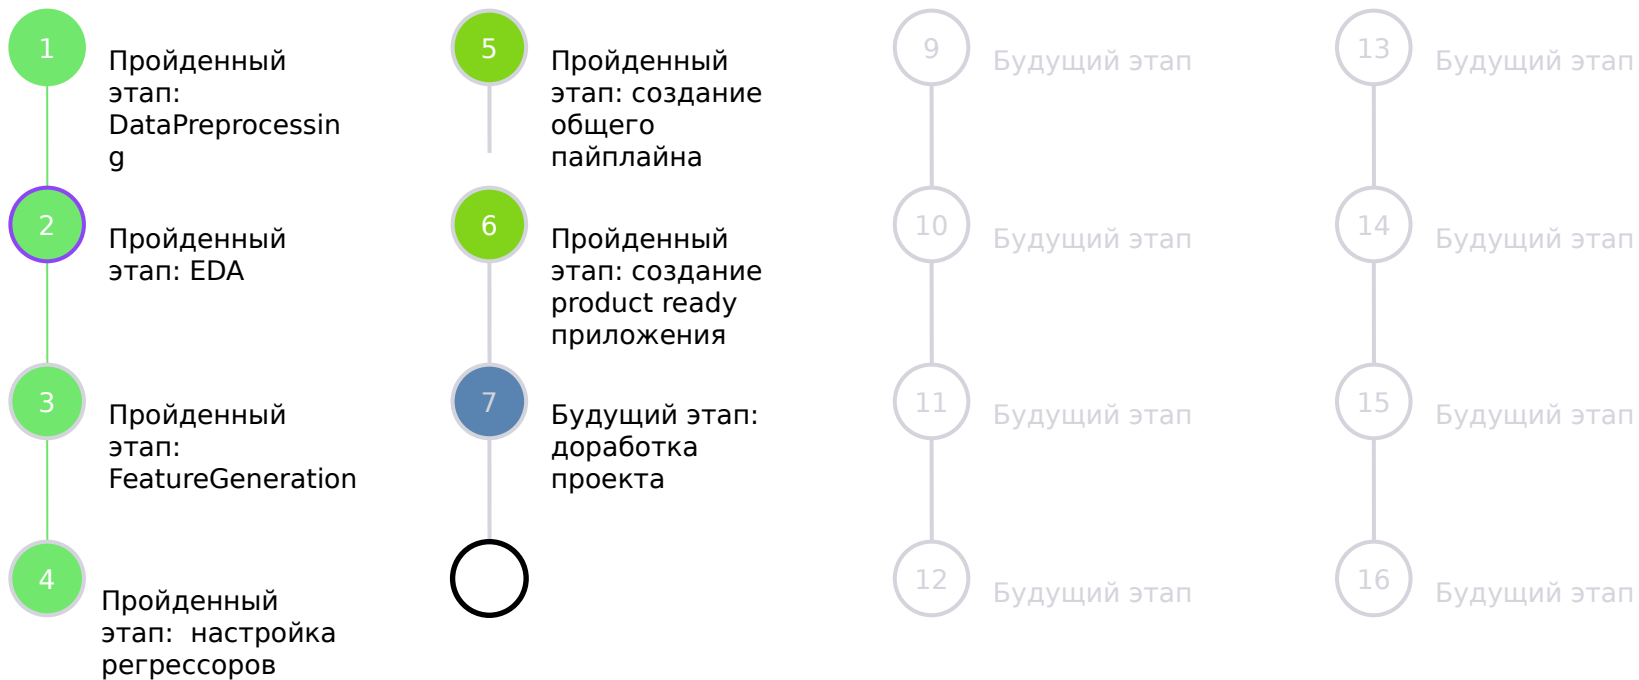 1
Пройденный
этап:
DataPreprocessin
g
2
Пройденный
этап: EDA
3
Пройденный
этап:
FeatureGeneration
4
Пройденный
этап:  настройка
регрессоров
5
Пройденный
этап: создание
общего
пайплайна
6
Пройденный
этап: создание
product ready
приложения
7
Будущий этап:
доработка
проекта
9
Будущий этап
10
Будущий этап
11
Будущий этап
12
Будущий этап
13
Будущий этап
14
Будущий этап
15
Будущий этап
16
Будущий этап